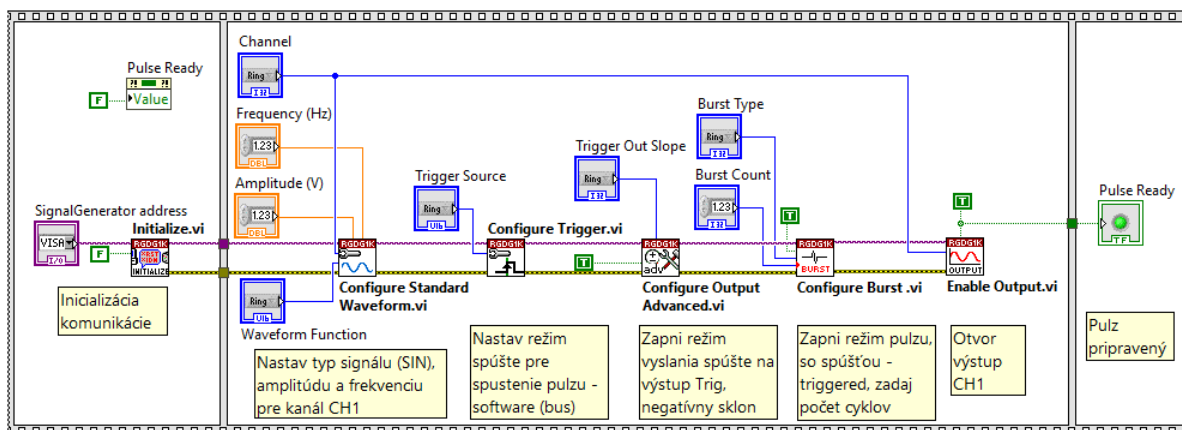 Pulse Ready
F
?!
?!
Value
SignalGenerator address
Initialize.vi
VISA
I/O
F
RGDG1K
INITIALIZE
Inicializácia
komunikácie
Channel
Ring
I32
Frequency (Hz)
1.23
DBL
Amplitude (V)
1.23
DBL
Ring
U16
Waveform Function
RGDG1K
Configure Standard
Waveform.vi
Nastav typ signálu (SIN),
amplitúdu a frekvenciu
pre kanál CH1
Trigger Source
Ring
U16
Configure Trigger.vi
RGDG1K
Nastav režim
spúšte pre
spustenie pulzu -
software (bus)
Trigger Out Slope
Ring
I32
T
RGDG1K
adv
Configure Output
Advanced.vi
Zapni režim
vyslania spúšte na
výstup Trig,
negatívny sklon
Burst Type
Ring
I32
Burst Count
1.23
I32
T
RGDG1K
BURST
Configure Burst .vi
Zapni režim pulzu,
so spúšťou -
triggered, zadaj
počet cyklov
T
RGDG1K
OUTPUT
Enable Output.vi
Otvor
výstup
CH1
Pulse Ready
TF
Pulz
pripravený